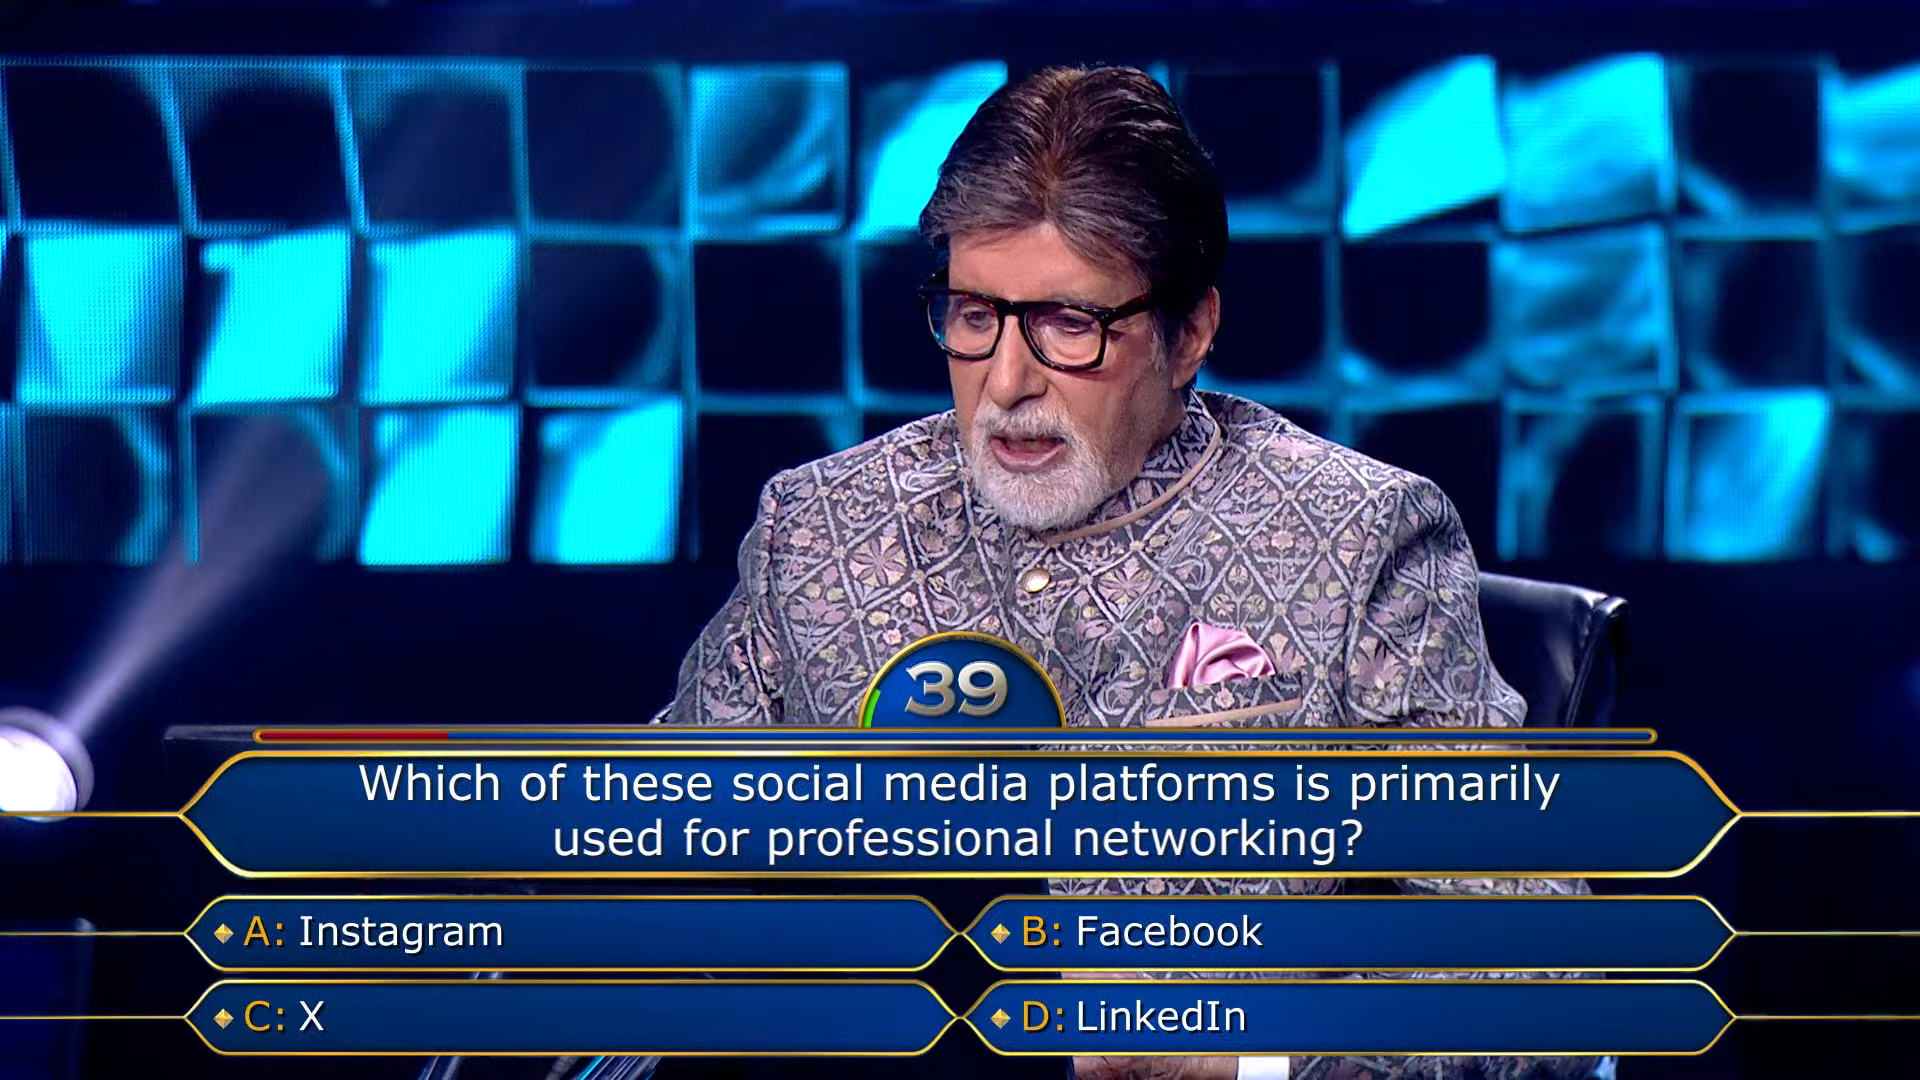 39
Which of these social media platforms is primarily
used for professional networking?
A: Instagram
B: Facebook
C: X
D: LinkedIn